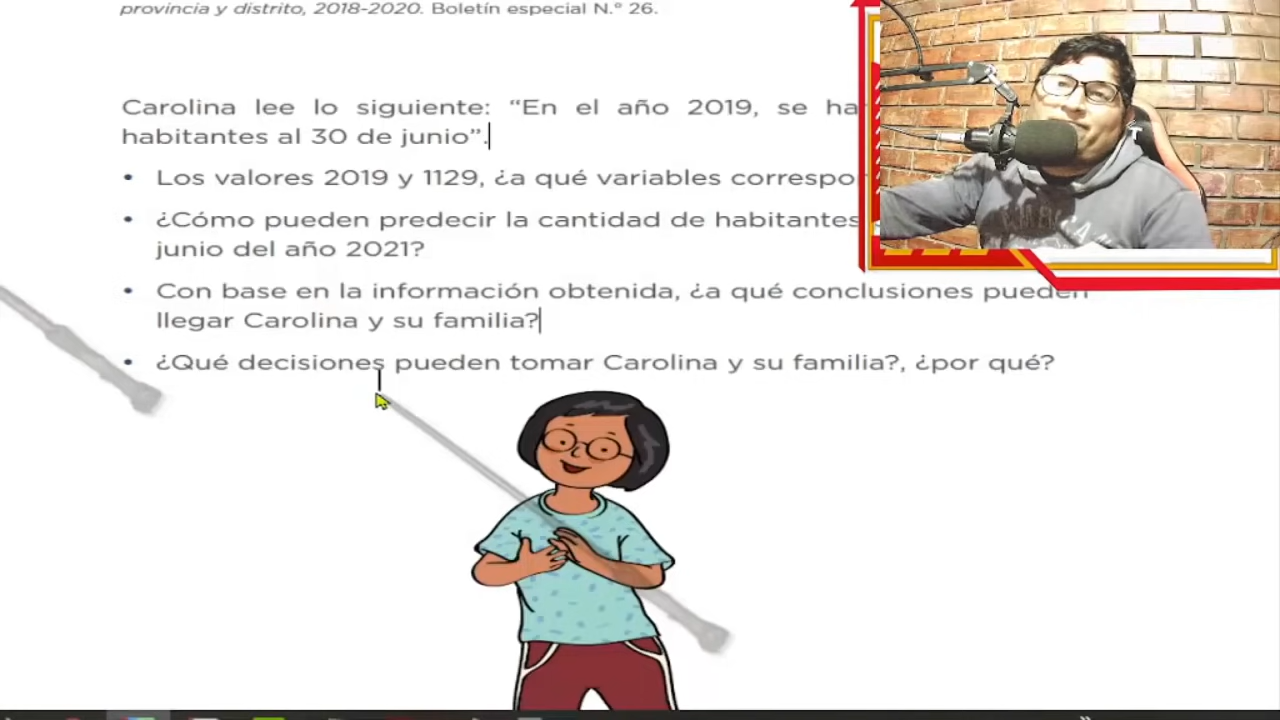 provincia y distrito, 2018-2020. Boletín especial N.º 26.
Carolina lee lo siguiente: “En el año 2019, se ha
habitantes al 30 de junio”.
• Los valores 2019 y 1129, ¿a qué variables correspo
• ¿Cómo pueden predecir la cantidad de habitantes
junio del año 2021?
• Con base en la información obtenida, ¿a qué conclusiones pueden
llegar Carolina y su familia?
• ¿Qué decisiones pueden tomar Carolina y su familia?, ¿por qué?